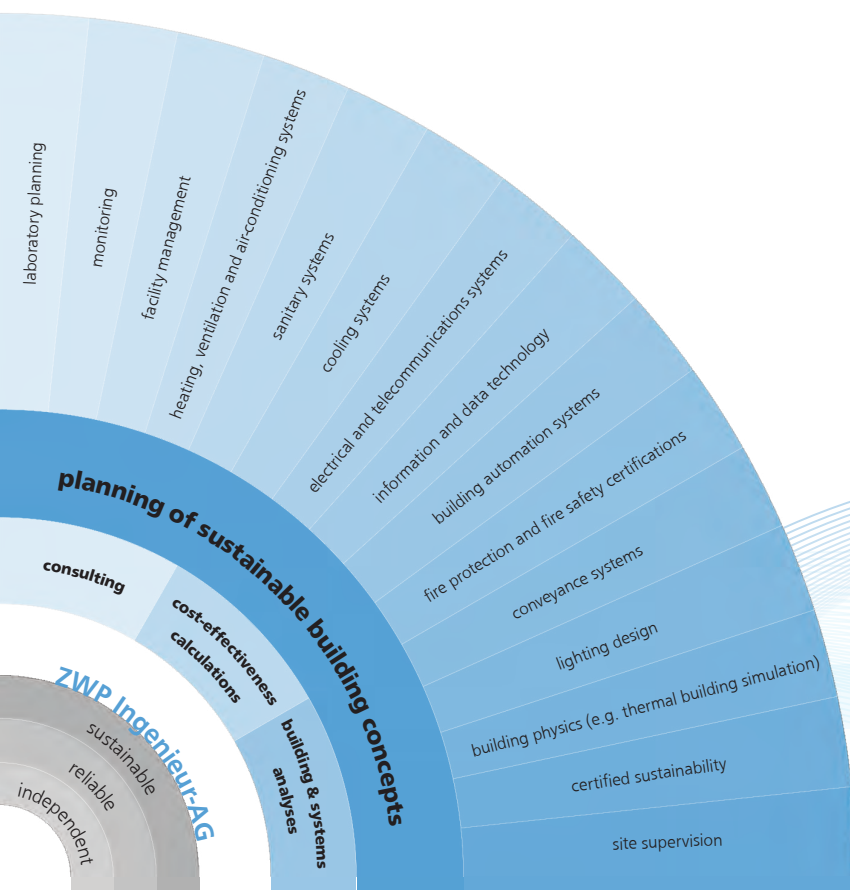 laboratory planning
monitoring
facility management
heating, ventilation and air-conditioning systems
sanitary systems
cooling systems
electrical and telecommunications systems
information and data technology
building automation systems
fire protection and fire safety certifications
conveyance systems
lighting design
building physics (e.g. thermal building simulation)
certified sustainability
site supervision
planning of sustainable building concepts
consulting
cost-effectiveness
calculations
building & systems
analyses
ZWP Ingenieur-AG
sustainable
reliable
independent